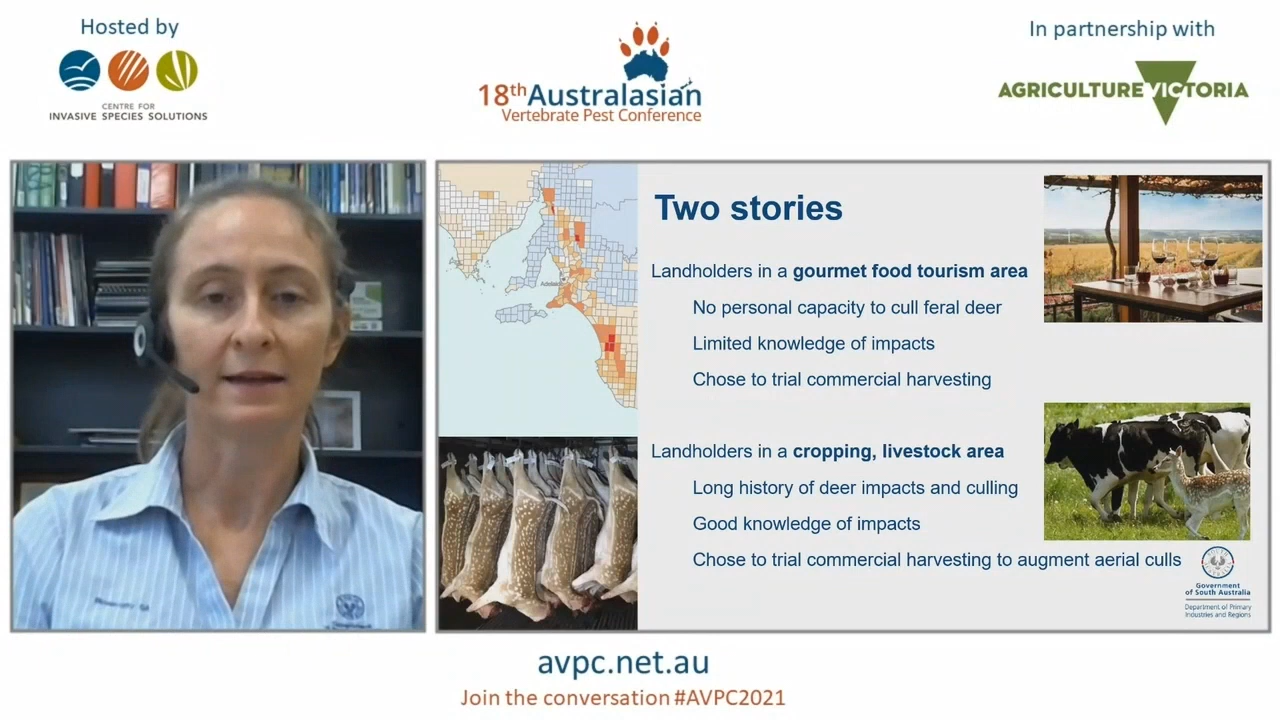 Hosted by
CENTRE FOR
INVASIVE SPECIES SOLUTIONS
18th Australasian
Vertebrate Pest Conference
In partnership with
AGRICULTURE VICTORIA
Adelaide
Two stories
Landholders in a gourmet food tourism area
No personal capacity to cull feral deer
Limited knowledge of impacts
Chose to trial commercial harvesting
Landholders in a cropping, livestock area
Long history of deer impacts and culling
Good knowledge of impacts
Chose to trial commercial harvesting to augment aerial culls
Government
of South Australia
Department of Primary
Industries and Regions
avpc.net.au
Join the conversation #AVPC2021